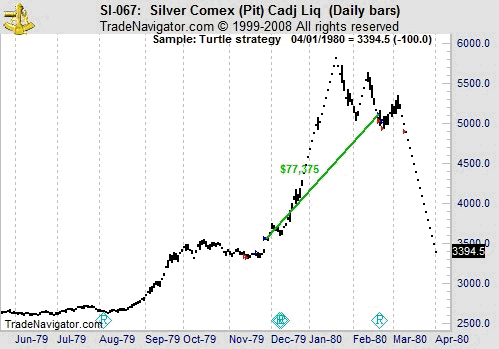 SI-067: Silver Comex (Pit) Cadj Liq (Daily bars)
TradeNavigator.com © 1999-2008 All rights reserved
Sample: Turtle strategy 04/01/1980 = 3394.5 (-100.0)
6000.0
5500.0
5000.0
4500.0
$77,375
4000.0
3500.0
3394.5
3000.0
2500.0
TradeNavigator.com
R H R
Jun-79 Jul-79 Aug-79 Sep-79 Oct-79 Nov-79 Dec-79 Jan-80 Feb-80 Mar-80 Apr-80